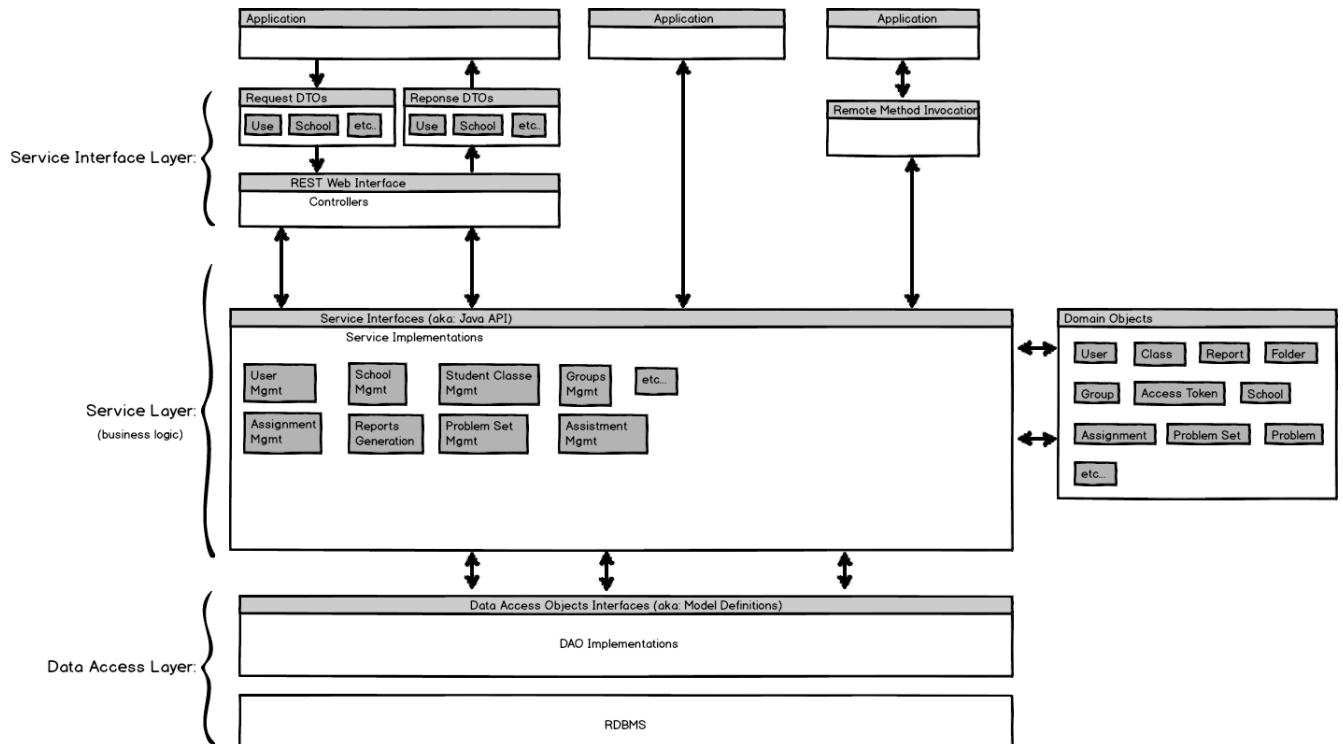 Application
Application
Application
Request DTOs
Reponse DTOs
Use School etc..
Use School etc..
Remote Method Invocation
Service Interface Layer:
REST Web Interface
Controllers
Service Interfaces (aka: Java API)
Service Implementations
User
Mgmt
School
Mgmt
Student Classe
Mgmt
Groups
Mgmt
etc...
Assignment
Mgmt
Reports
Generation
Problem Set
Mgmt
Assistment
Mgmt
Service Layer:
(business logic)
Domain Objects
User Class Report Folder
Group Access Token School
Assignment Problem Set Problem
etc...
Data Access Objects Interfaces (aka: Model Definitions)
DAO Implementations
Data Access Layer:
RDBMS